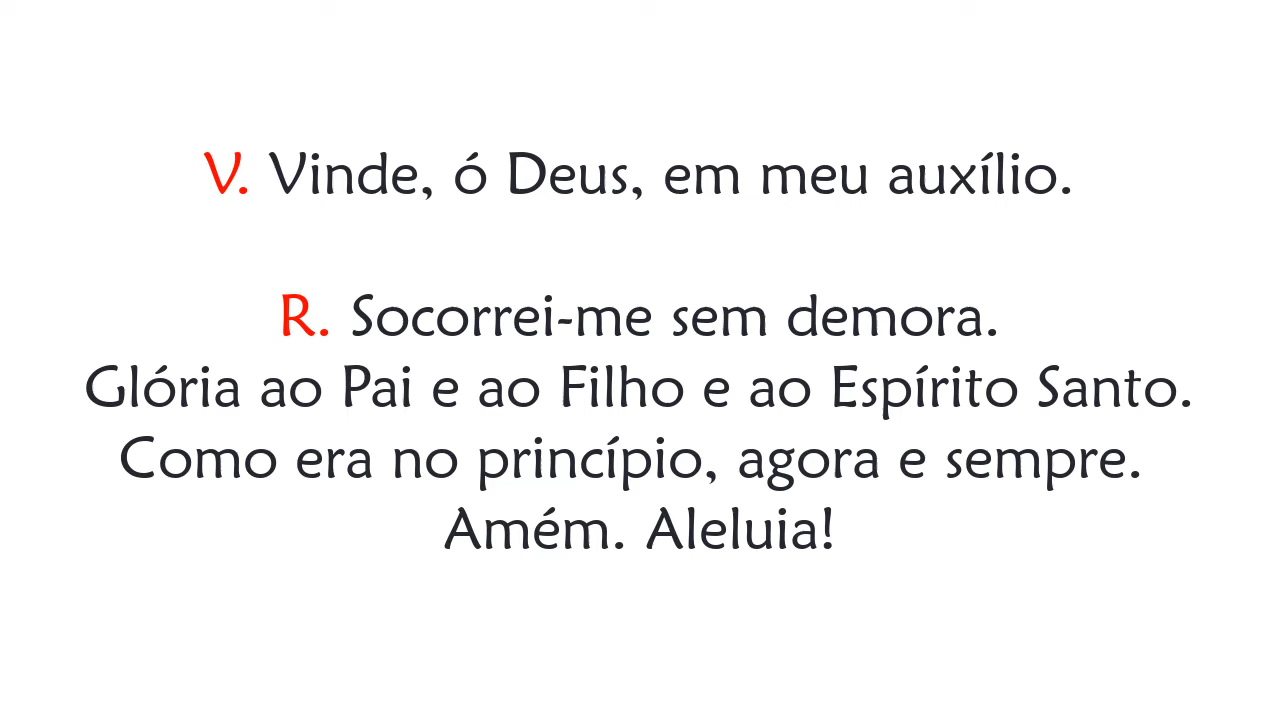 V. Vinde, ó Deus, em meu auxílio.
R. Socorrei-me sem demora.
Glória ao Pai e ao Filho e ao Espírito Santo.
Como era no princípio, agora e sempre.
Amém. Aleluia!